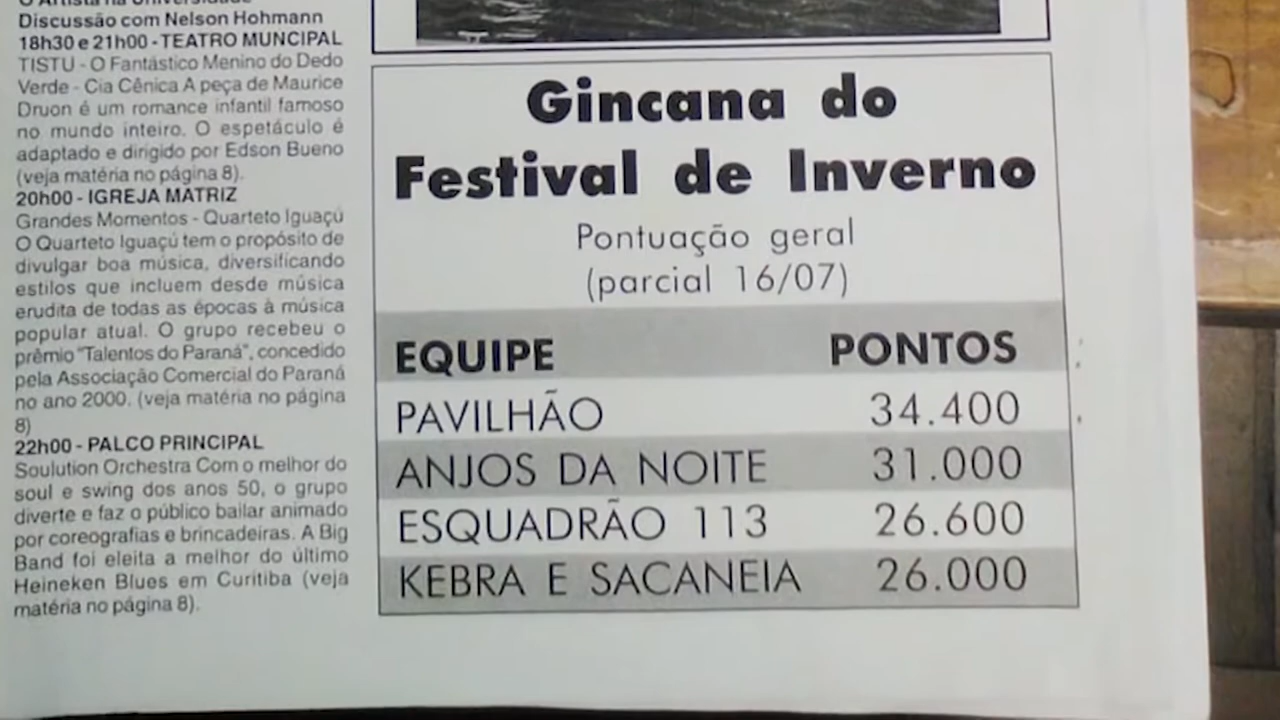 O Artista na Universidade
Discussão com Nelson Hohmann
18h30 e 21h00 - TEATRO MUNCIPAL
TISTU - O Fantástico Menino do Dedo
Verde - Cia Cênica A peça de Maurice
Druon é um romance infantil famoso
no mundo inteiro. O espetáculo é
adaptado e dirigido por Edson Bueno
(veja matéria no página 8).
20h00 - IGREJA MATRIZ
Grandes Momentos - Quarteto Iguaçú
O Quarteto Iguaçú tem o propósito de
divulgar boa música, diversificando
estilos que incluem desde música
erudita de todas as épocas à música
popular atual. O grupo recebeu o
prêmio "Talentos do Paraná", concedido
pela Associação Comercial do Paraná
no ano 2000. (veja matéria no página
8)
22h00 - PALCO PRINCIPAL
Soulution Orchestra Com o melhor do
soul e swing dos anos 50, o grupo
diverte e faz o público bailar animado
por coreografias e brincadeiras. A Big
Band foi eleita a melhor do último
Heineken Blues em Curitiba (veja
matéria no página 8).
Gincana do
Festival de Inverno
Pontuação geral
(parcial 16/07)
EQUIPE PONTOS
PAVILHÃO 34.400
ANJOS DA NOITE 31.000
ESQUADRÃO 113 26.600
KEBRA E SACANEIA 26.000